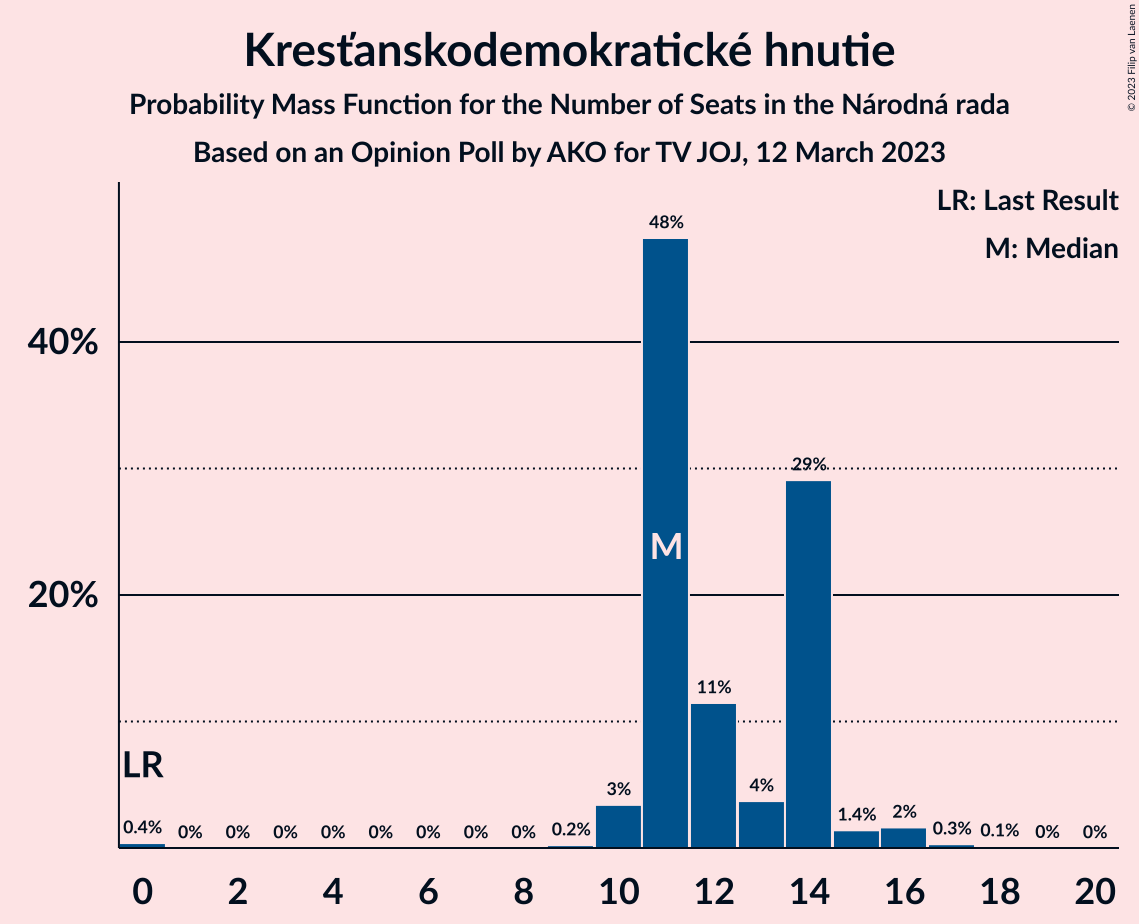 Kresťanskodemokratické hnutie
Probability Mass Function for the Number of Seats in the Národná rada
Based on an Opinion Poll by AKO for TV JOJ, 12 March 2023
© 2023 Filip van Laenen
LR: Last Result
M: Median
40%
20%
LR
M
0.4%
0%
0%
0%
0%
0%
0%
0%
0%
0.2%
3%
48%
11%
4%
29%
1.4%
2%
0.3%
0.1%
0%
0%
0 2 4 6 8 10 12 14 16 18 20